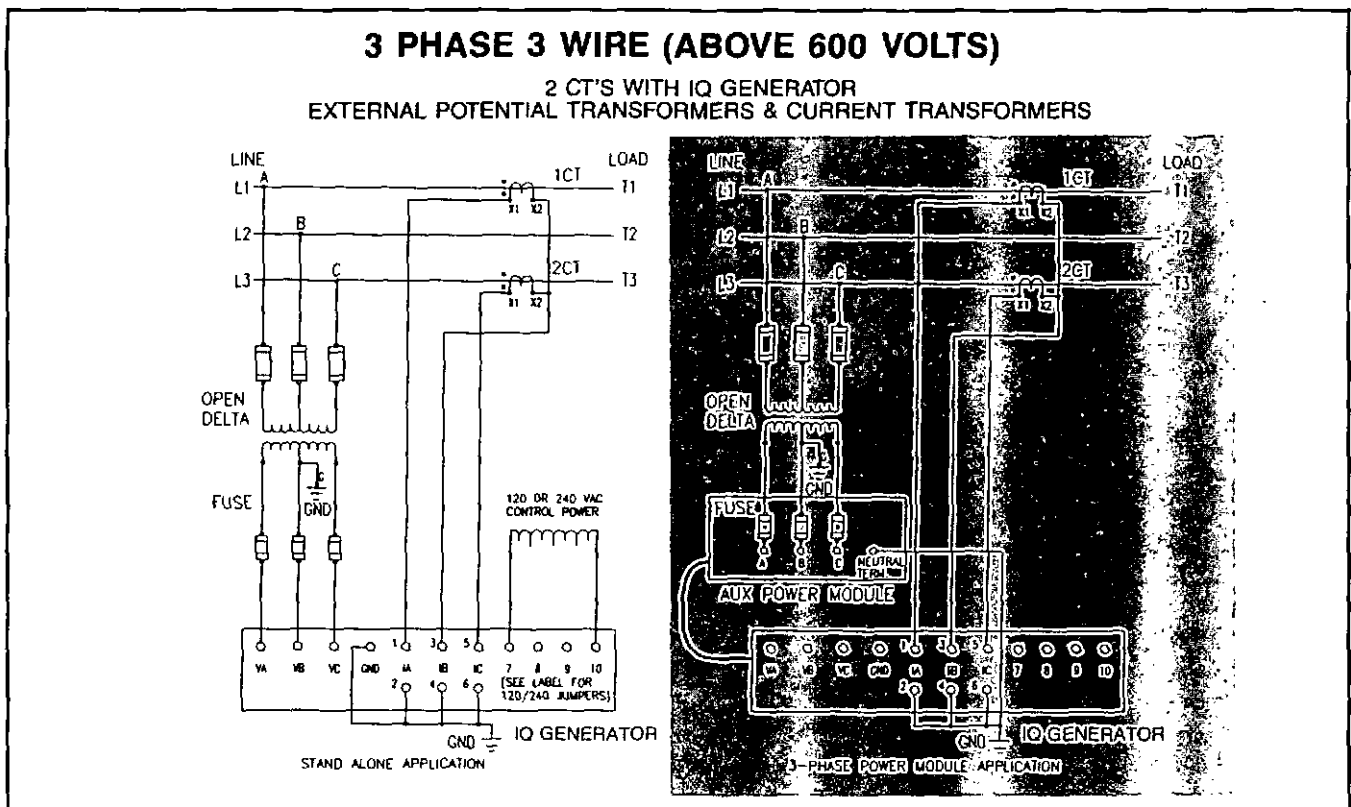 3 PHASE 3 WIRE (ABOVE 600 VOLTS)
2 CT'S WITH IQ GENERATOR
EXTERNAL POTENTIAL TRANSFORMERS & CURRENT TRANSFORMERS
LINE
LOAD
A
1CT
L1
T1
X1 X2
B
L2
T2
C
2CT
L3
T3
X1 X2
OPEN
DELTA
GND
FUSE
120 OR 240 VAC
CONTROL POWER
1 3 5
VA VB VC GND IA IB IC 7 8 9 10
2 4 6
(SEE LABEL FOR
120/240 JUMPERS)
GND
IQ GENERATOR
STAND ALONE APPLICATION
LINE
LOAD
A
1CT
L1
T1
X1 X2
B
L2
T2
C
2CT
L3
T3
X1 X2
OPEN
DELTA
GND
FUSE
A B C
NEUTRAL
TERM.
AUX POWER MODULE
1 3 5
VA VB VC GND IA IB IC 7 8 9 10
2 4 6
GND
IQ GENERATOR
3-PHASE POWER MODULE APPLICATION